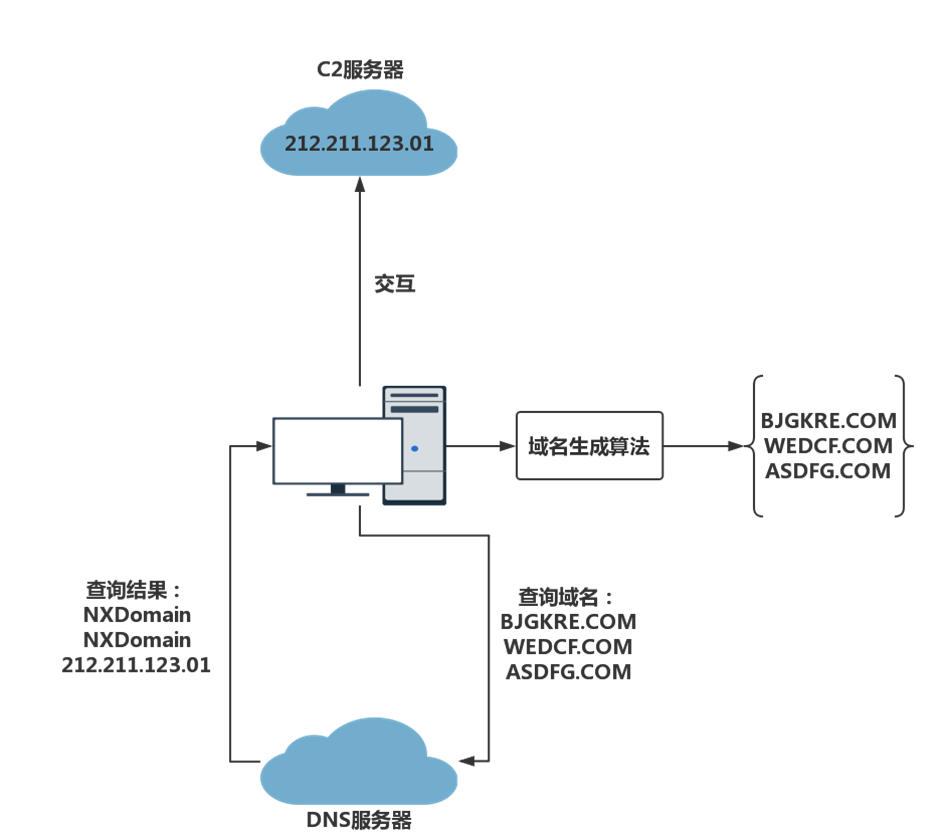 C2服务器
212.211.123.01
交互
域名生成算法
BJGKRE.COM
WEDCF.COM
ASDFG.COM
查询结果：
NXDomain
NXDomain
212.211.123.01
查询域名：
BJGKRE.COM
WEDCF.COM
ASDFG.COM
DNS服务器